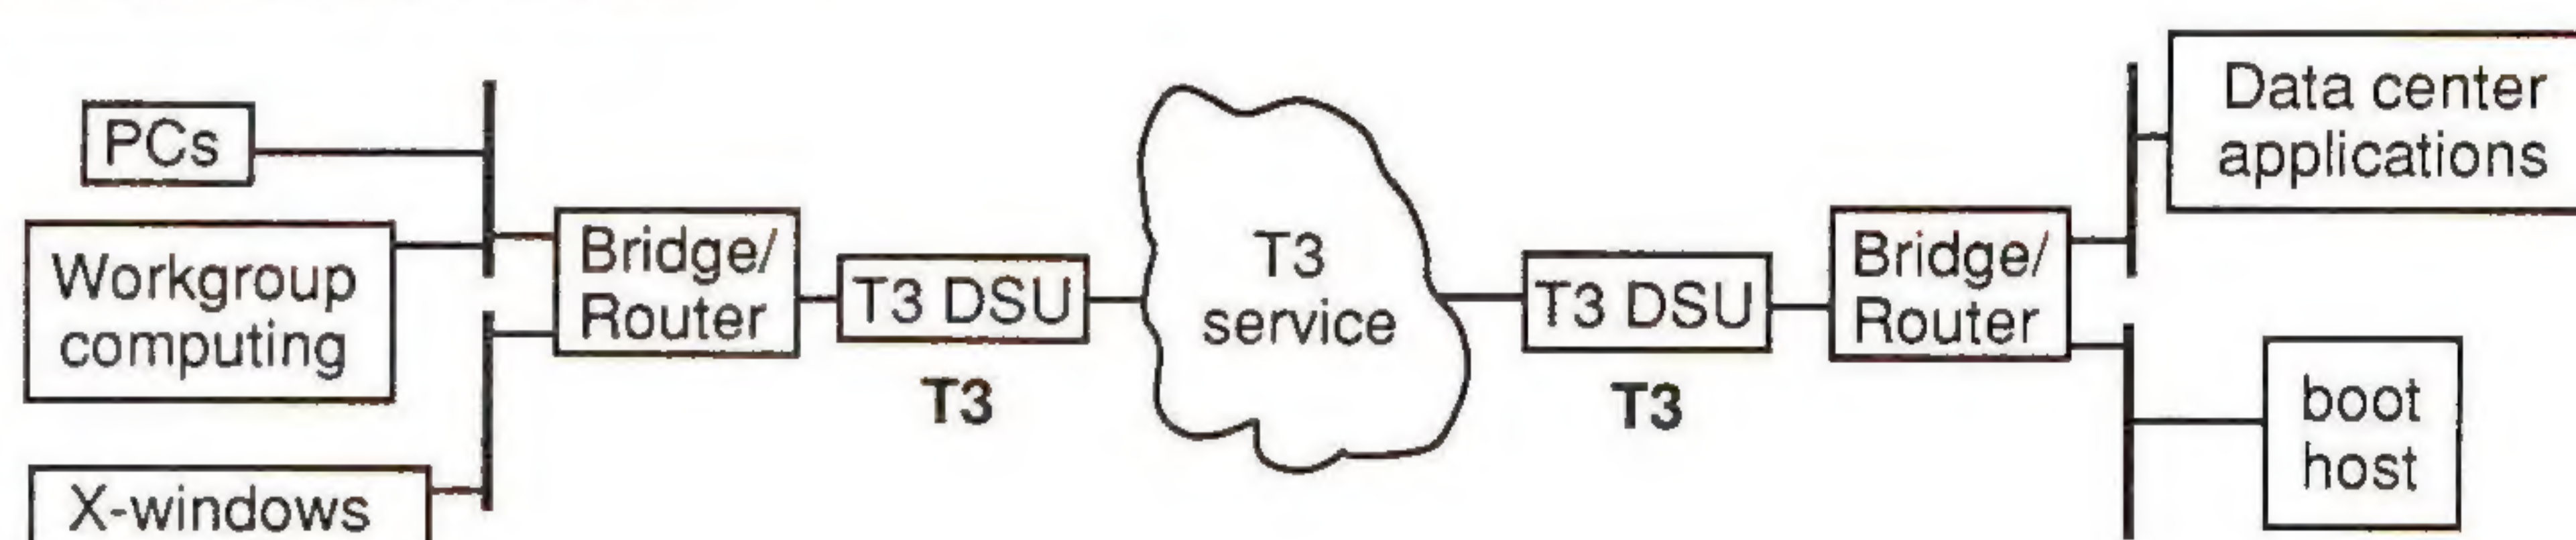 PCs
Workgroup
computing
X-windows
Bridge/
Router
T3 DSU
T3
T3
service
T3 DSU
T3
Bridge/
Router
Data center
applications
boot
host